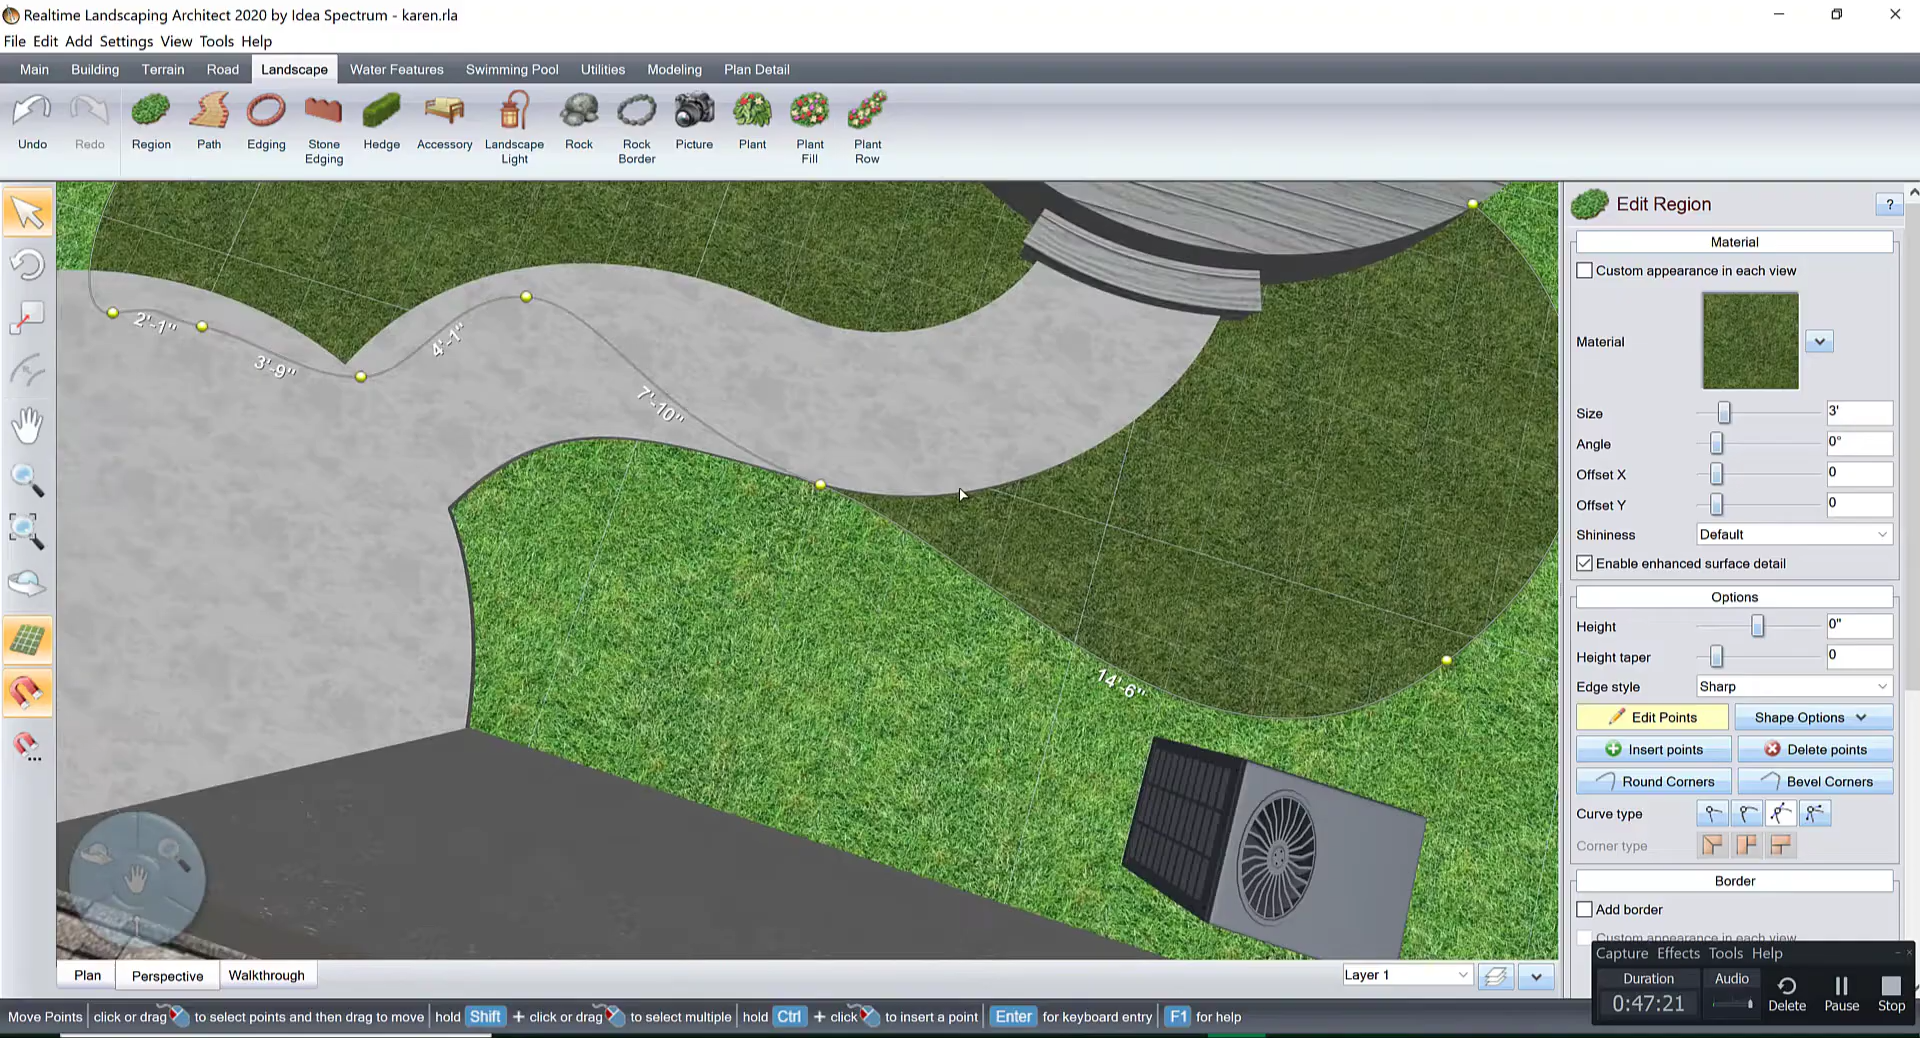 Realtime Landscaping Architect 2020 by Idea Spectrum - karen.rla
File Edit Add Settings View Tools Help
Main Building Terrain Road Landscape Water Features Swimming Pool Utilities Modeling Plan Detail
Undo Redo Region Path Edging Stone Edging Hedge Accessory Landscape Light Rock Rock Border Picture Plant Plant Fill Plant Row
2'-1"
3'-9"
4'-1"
7'-10"
14'-6"
Edit Region ?
Material
Custom appearance in each view
Material
Size 3'
Angle 0°
Offset X 0
Offset Y 0
Shininess Default
Enable enhanced surface detail
Options
Height 0"
Height taper 0
Edge style Sharp
Edit Points Shape Options
Insert points Delete points
Round Corners Bevel Corners
Curve type
Corner type
Border
Add border
Custom appearance in each view
Capture Effects Tools Help
Duration Audio
0:47:21 Delete Pause Stop
Plan Perspective Walkthrough Layer 1
Move Points click or drag to select points and then drag to move hold Shift + click or drag to select multiple hold Ctrl + click to insert a point Enter for keyboard entry F1 for help